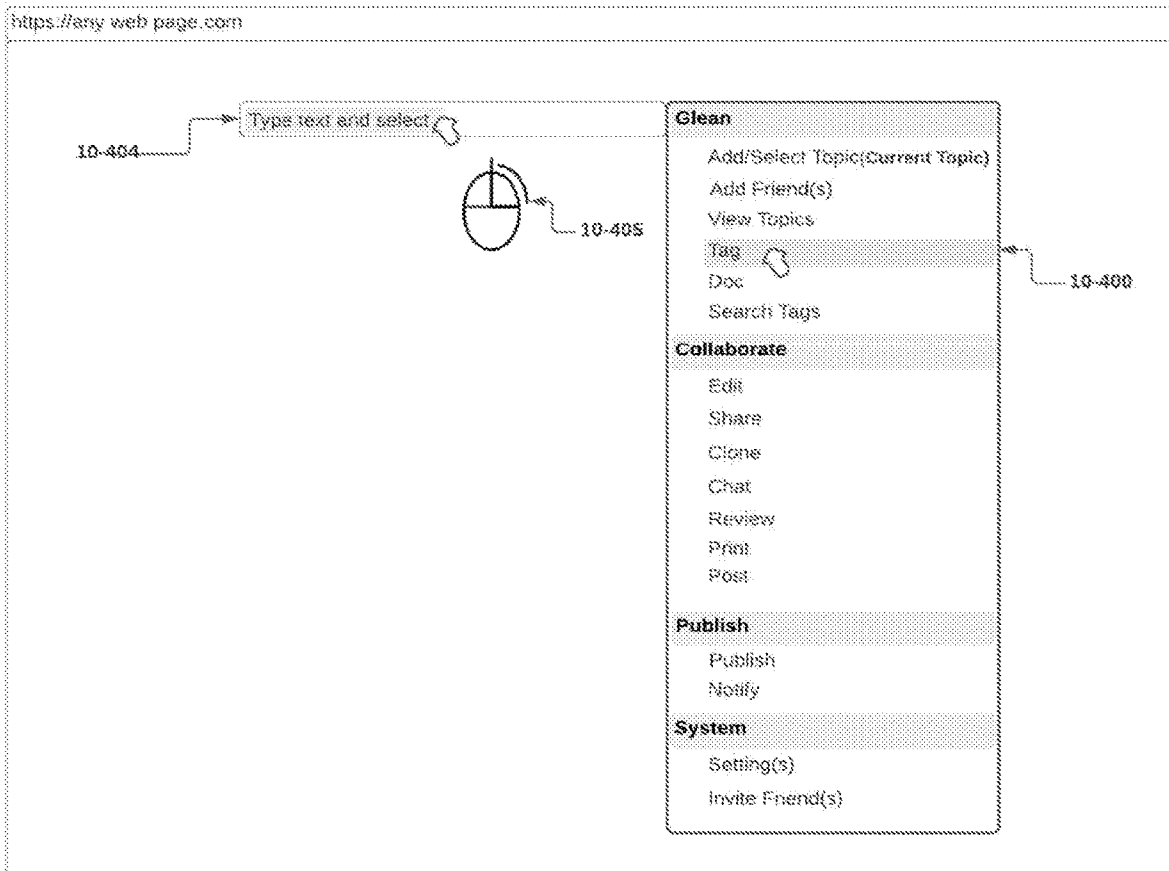 https://any web page.com
Type text and select
10-404
10-405
Glean
Add/Select Topic(Current Topic)
Add Friend(s)
View Topics
Tag
10-400
Doc
Search Tags
Collaborate
Edit
Share
Clone
Chat
Review
Print
Post
Publish
Publish
Notify
System
Setting(s)
Invite Friend(s)